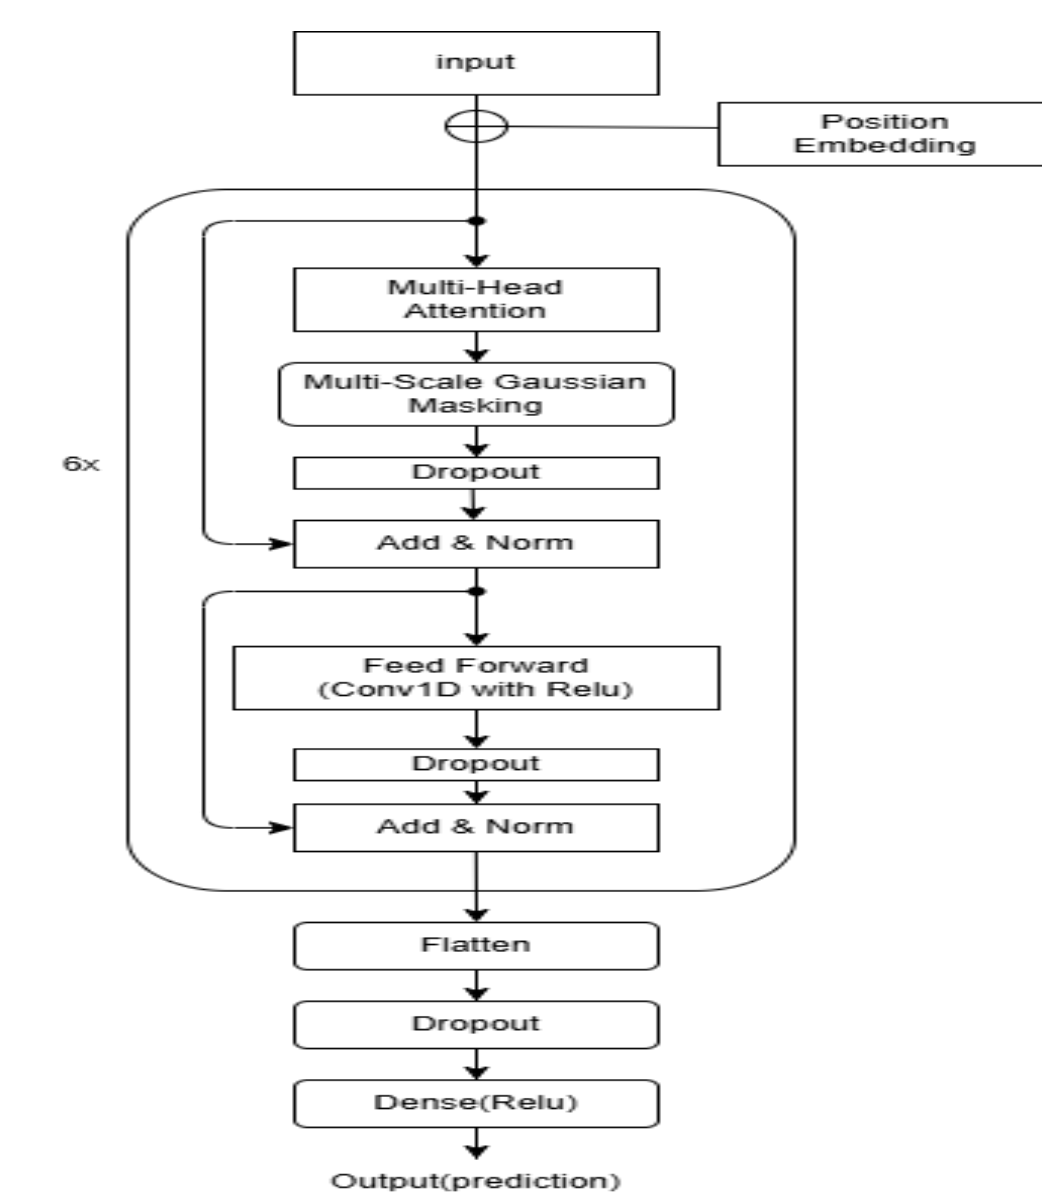 input
Position
Embedding
Multi-Head
Attention
Multi-Scale Gaussian
Masking
6x
Dropout
Add & Norm
Feed Forward
(Conv1D with Relu)
Dropout
Add & Norm
Flatten
Dropout
Dense(Relu)
Output(prediction)